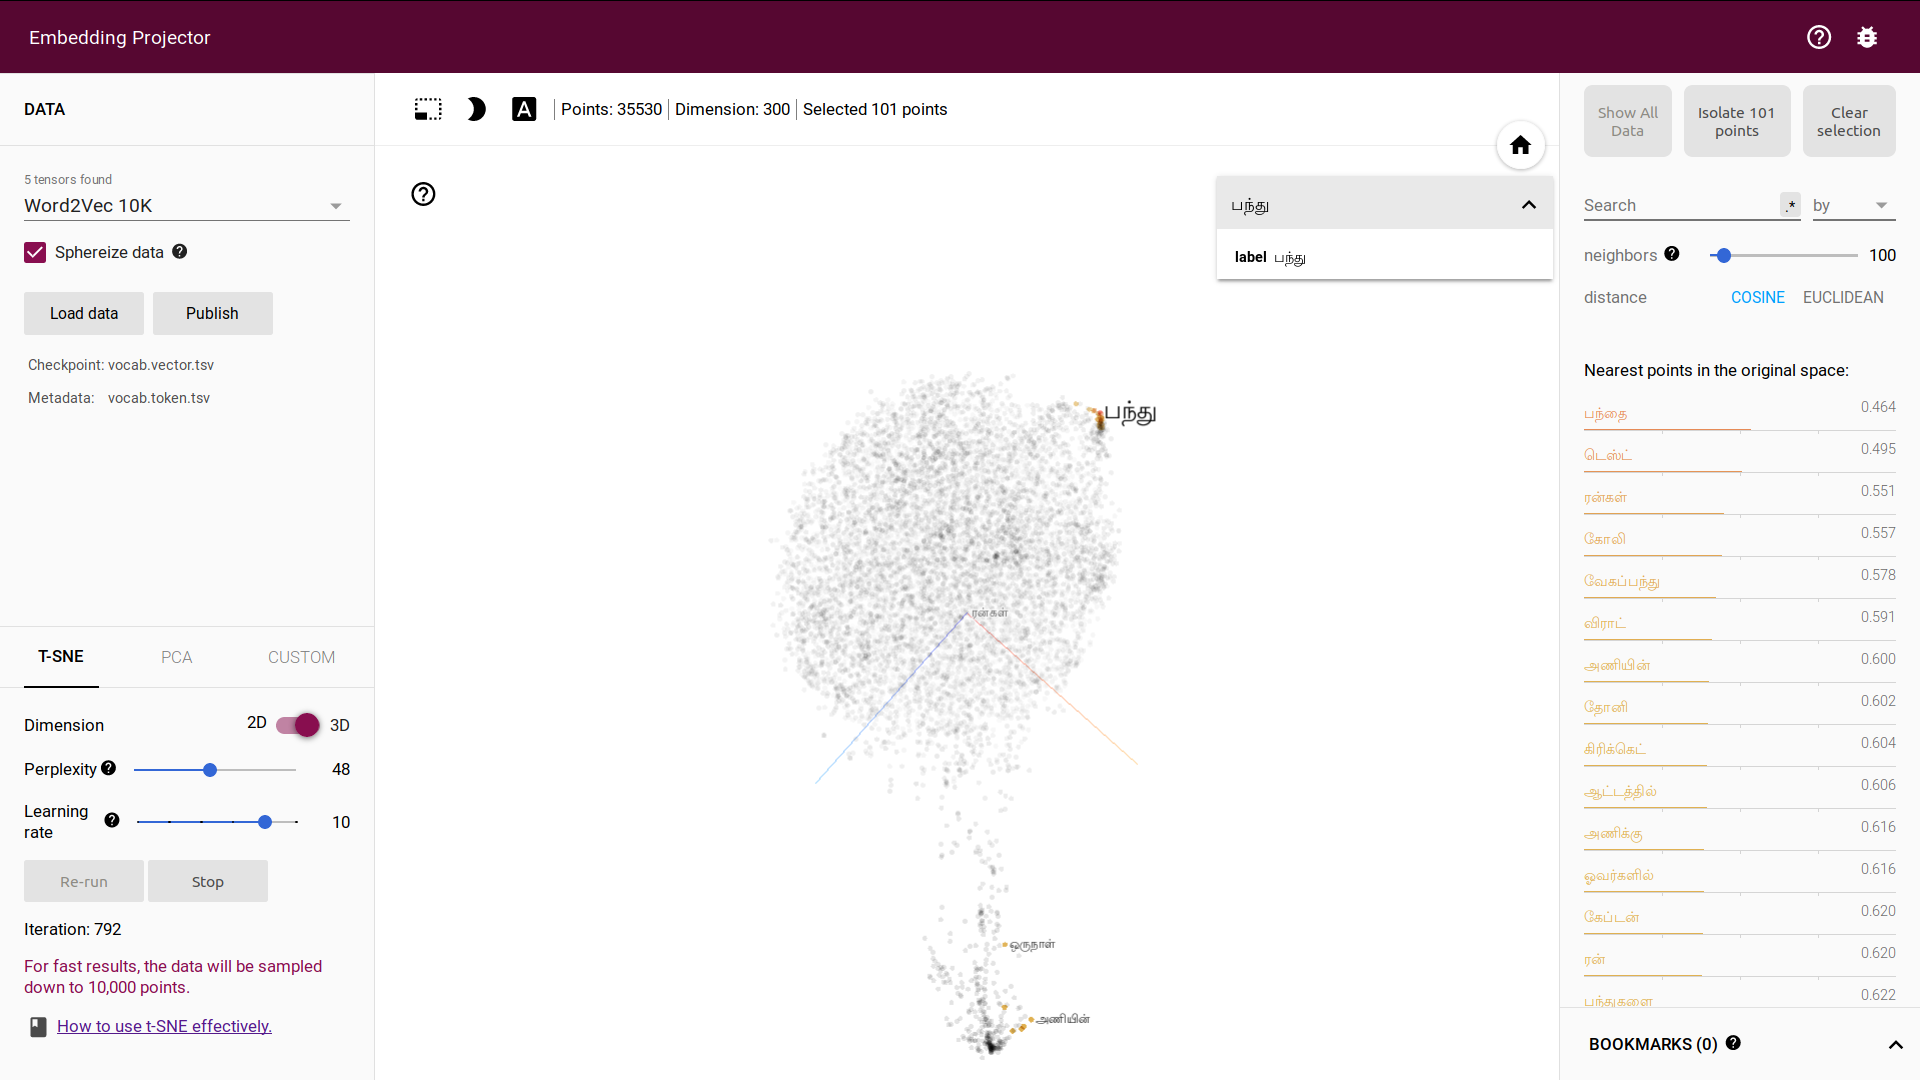 Embedding Projector
DATA
5 tensors found
Word2Vec 10K
Sphereize data
Load data
Publish
Checkpoint: vocab.vector.tsv
Metadata: vocab.token.tsv
T-SNE
PCA
CUSTOM
Dimension 2D 3D
Perplexity 48
Learning rate 10
Re-run
Stop
Iteration: 792
For fast results, the data will be sampled
down to 10,000 points.
How to use t-SNE effectively.
A
Points: 35530
Dimension: 300
Selected 101 points
பந்து
label பந்து
பந்து
ரன்கள்
ஒருநாள்
அணியின்
Show All Data
Isolate 101 points
Clear selection
Search .* by
neighbors 100
distance COSINE EUCLIDEAN
Nearest points in the original space:
பந்தை 0.464
டெஸ்ட் 0.495
ரன்கள் 0.551
கோலி 0.557
வேகப்பந்து 0.578
விராட் 0.591
அணியின் 0.600
தோனி 0.602
கிரிக்கெட் 0.604
ஆட்டத்தில் 0.606
அணிக்கு 0.616
ஓவர்களில் 0.616
கேப்டன் 0.620
ரன் 0.620
பந்துகளை 0.622
BOOKMARKS (0)